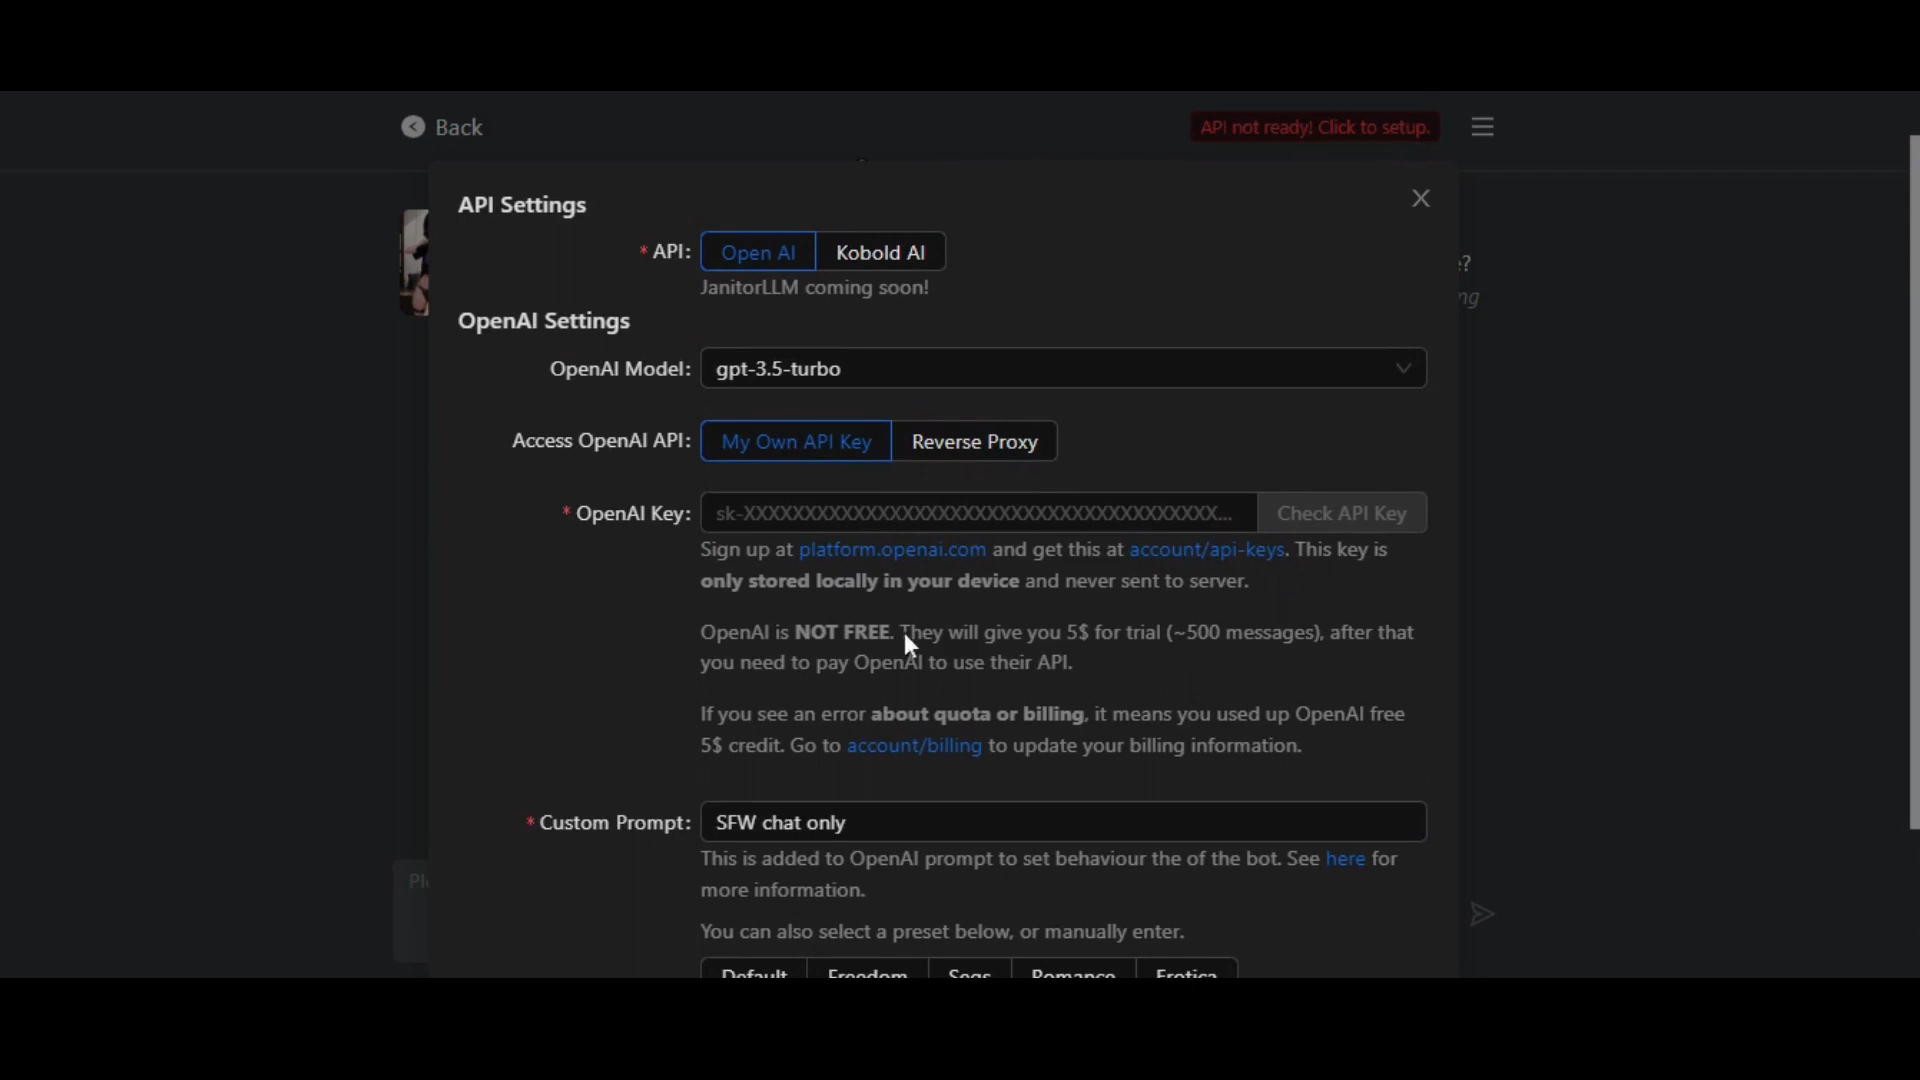 Back
API not ready! Click to setup.
API Settings
* API: Open AI Kobold AI
JanitorLLM coming soon!
OpenAI Settings
OpenAI Model: gpt-3.5-turbo
Access OpenAI API: My Own API Key Reverse Proxy
* OpenAI Key: sk-XXXXXXXXXXXXXXXXXXXXXXXXXXXXXXXXXXXXXXX... Check API Key
Sign up at platform.openai.com and get this at account/api-keys. This key is
only stored locally in your device and never sent to server.
OpenAI is NOT FREE. They will give you 5$ for trial (~500 messages), after that
you need to pay OpenAI to use their API.
If you see an error about quota or billing, it means you used up OpenAI free
5$ credit. Go to account/billing to update your billing information.
* Custom Prompt: SFW chat only
This is added to OpenAI prompt to set behaviour the of the bot. See here for
more information.
You can also select a preset below, or manually enter.
Default Freedom Segs Romance Erotica